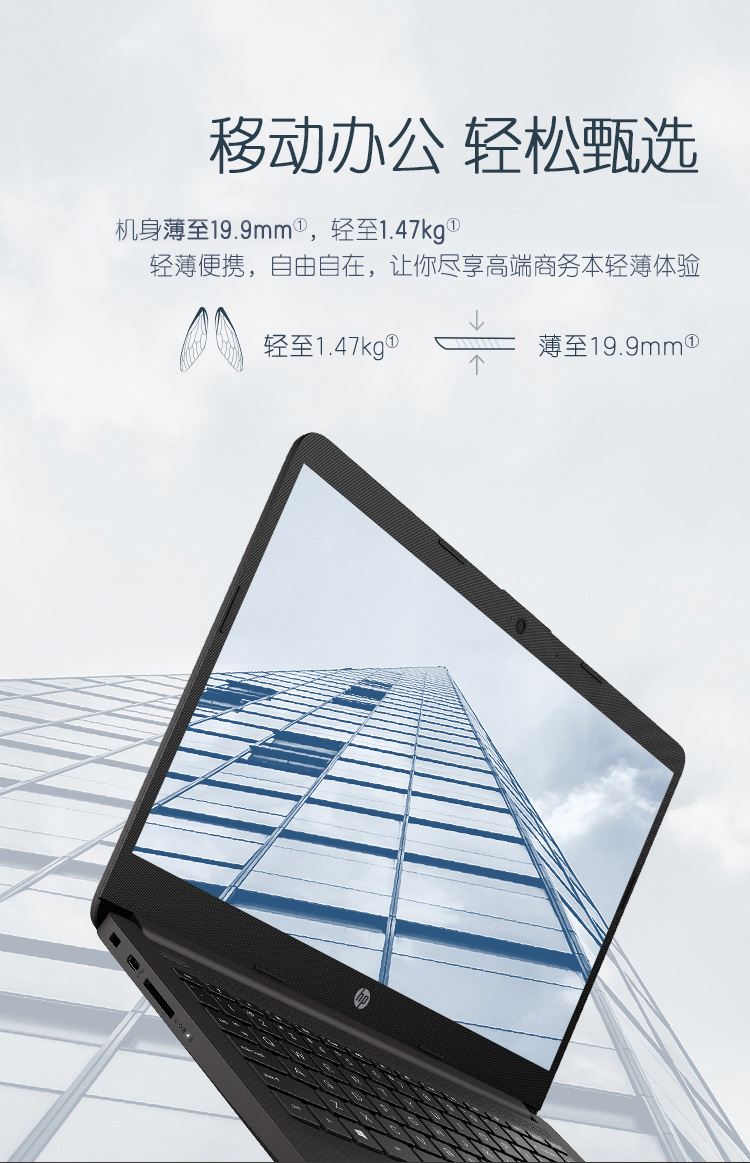 移动办公 轻松甄选
机身薄至19.9mm①，轻至1.47kg①
轻薄便携，自由自在，让你尽享高端商务本轻薄体验
轻至1.47kg①
薄至19.9mm①
hp